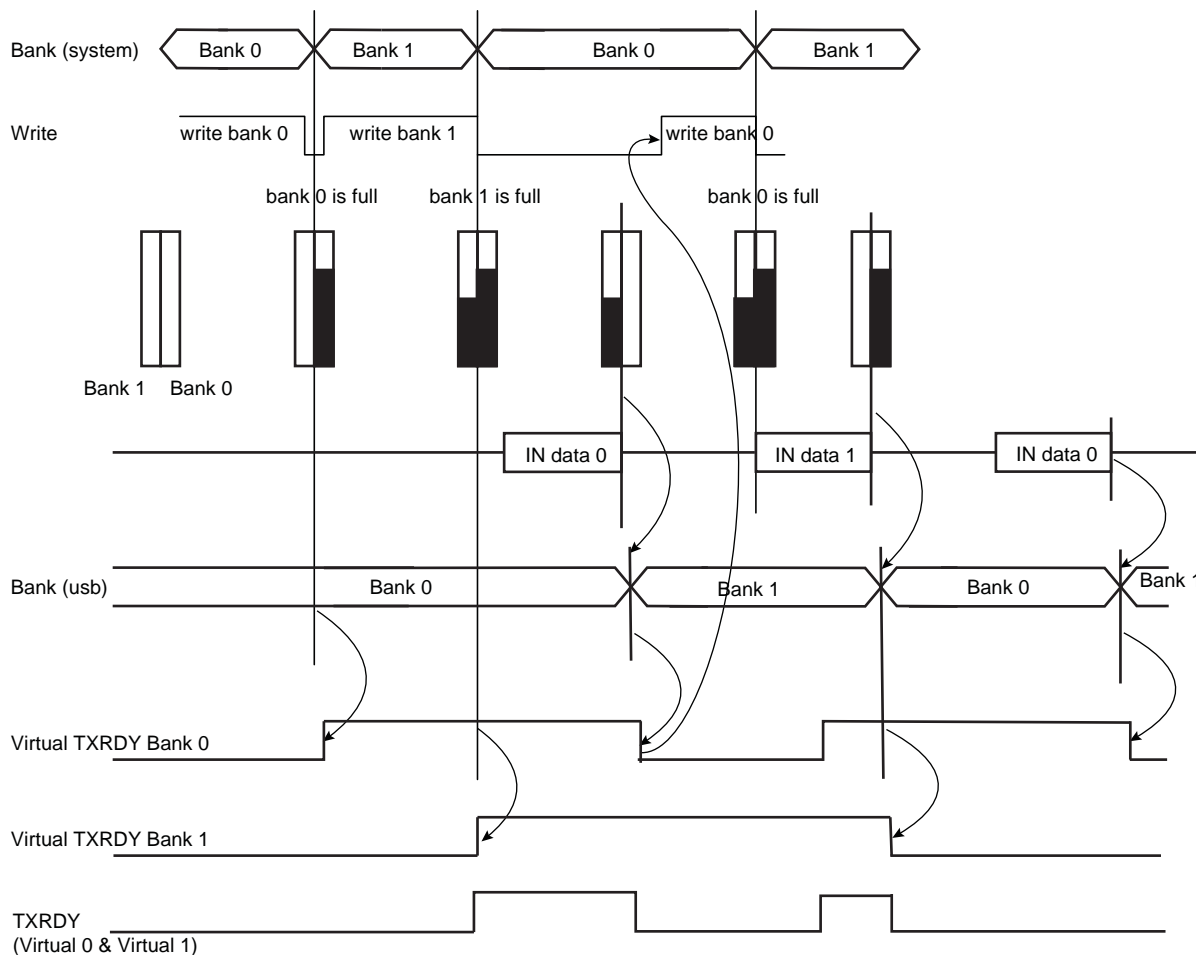 Bank (system)
Bank 0
Bank 1
Bank 0
Bank 1
Write
write bank 0
write bank 1
write bank 0
bank 0 is full
bank 1 is full
bank 0 is full
Bank 1
Bank 0
IN data 0
IN data 1
IN data 0
Bank (usb)
Bank 0
Bank 1
Bank 0
Bank 1
Virtual TXRDY Bank 0
Virtual TXRDY Bank 1
TXRDY
(Virtual 0 & Virtual 1)